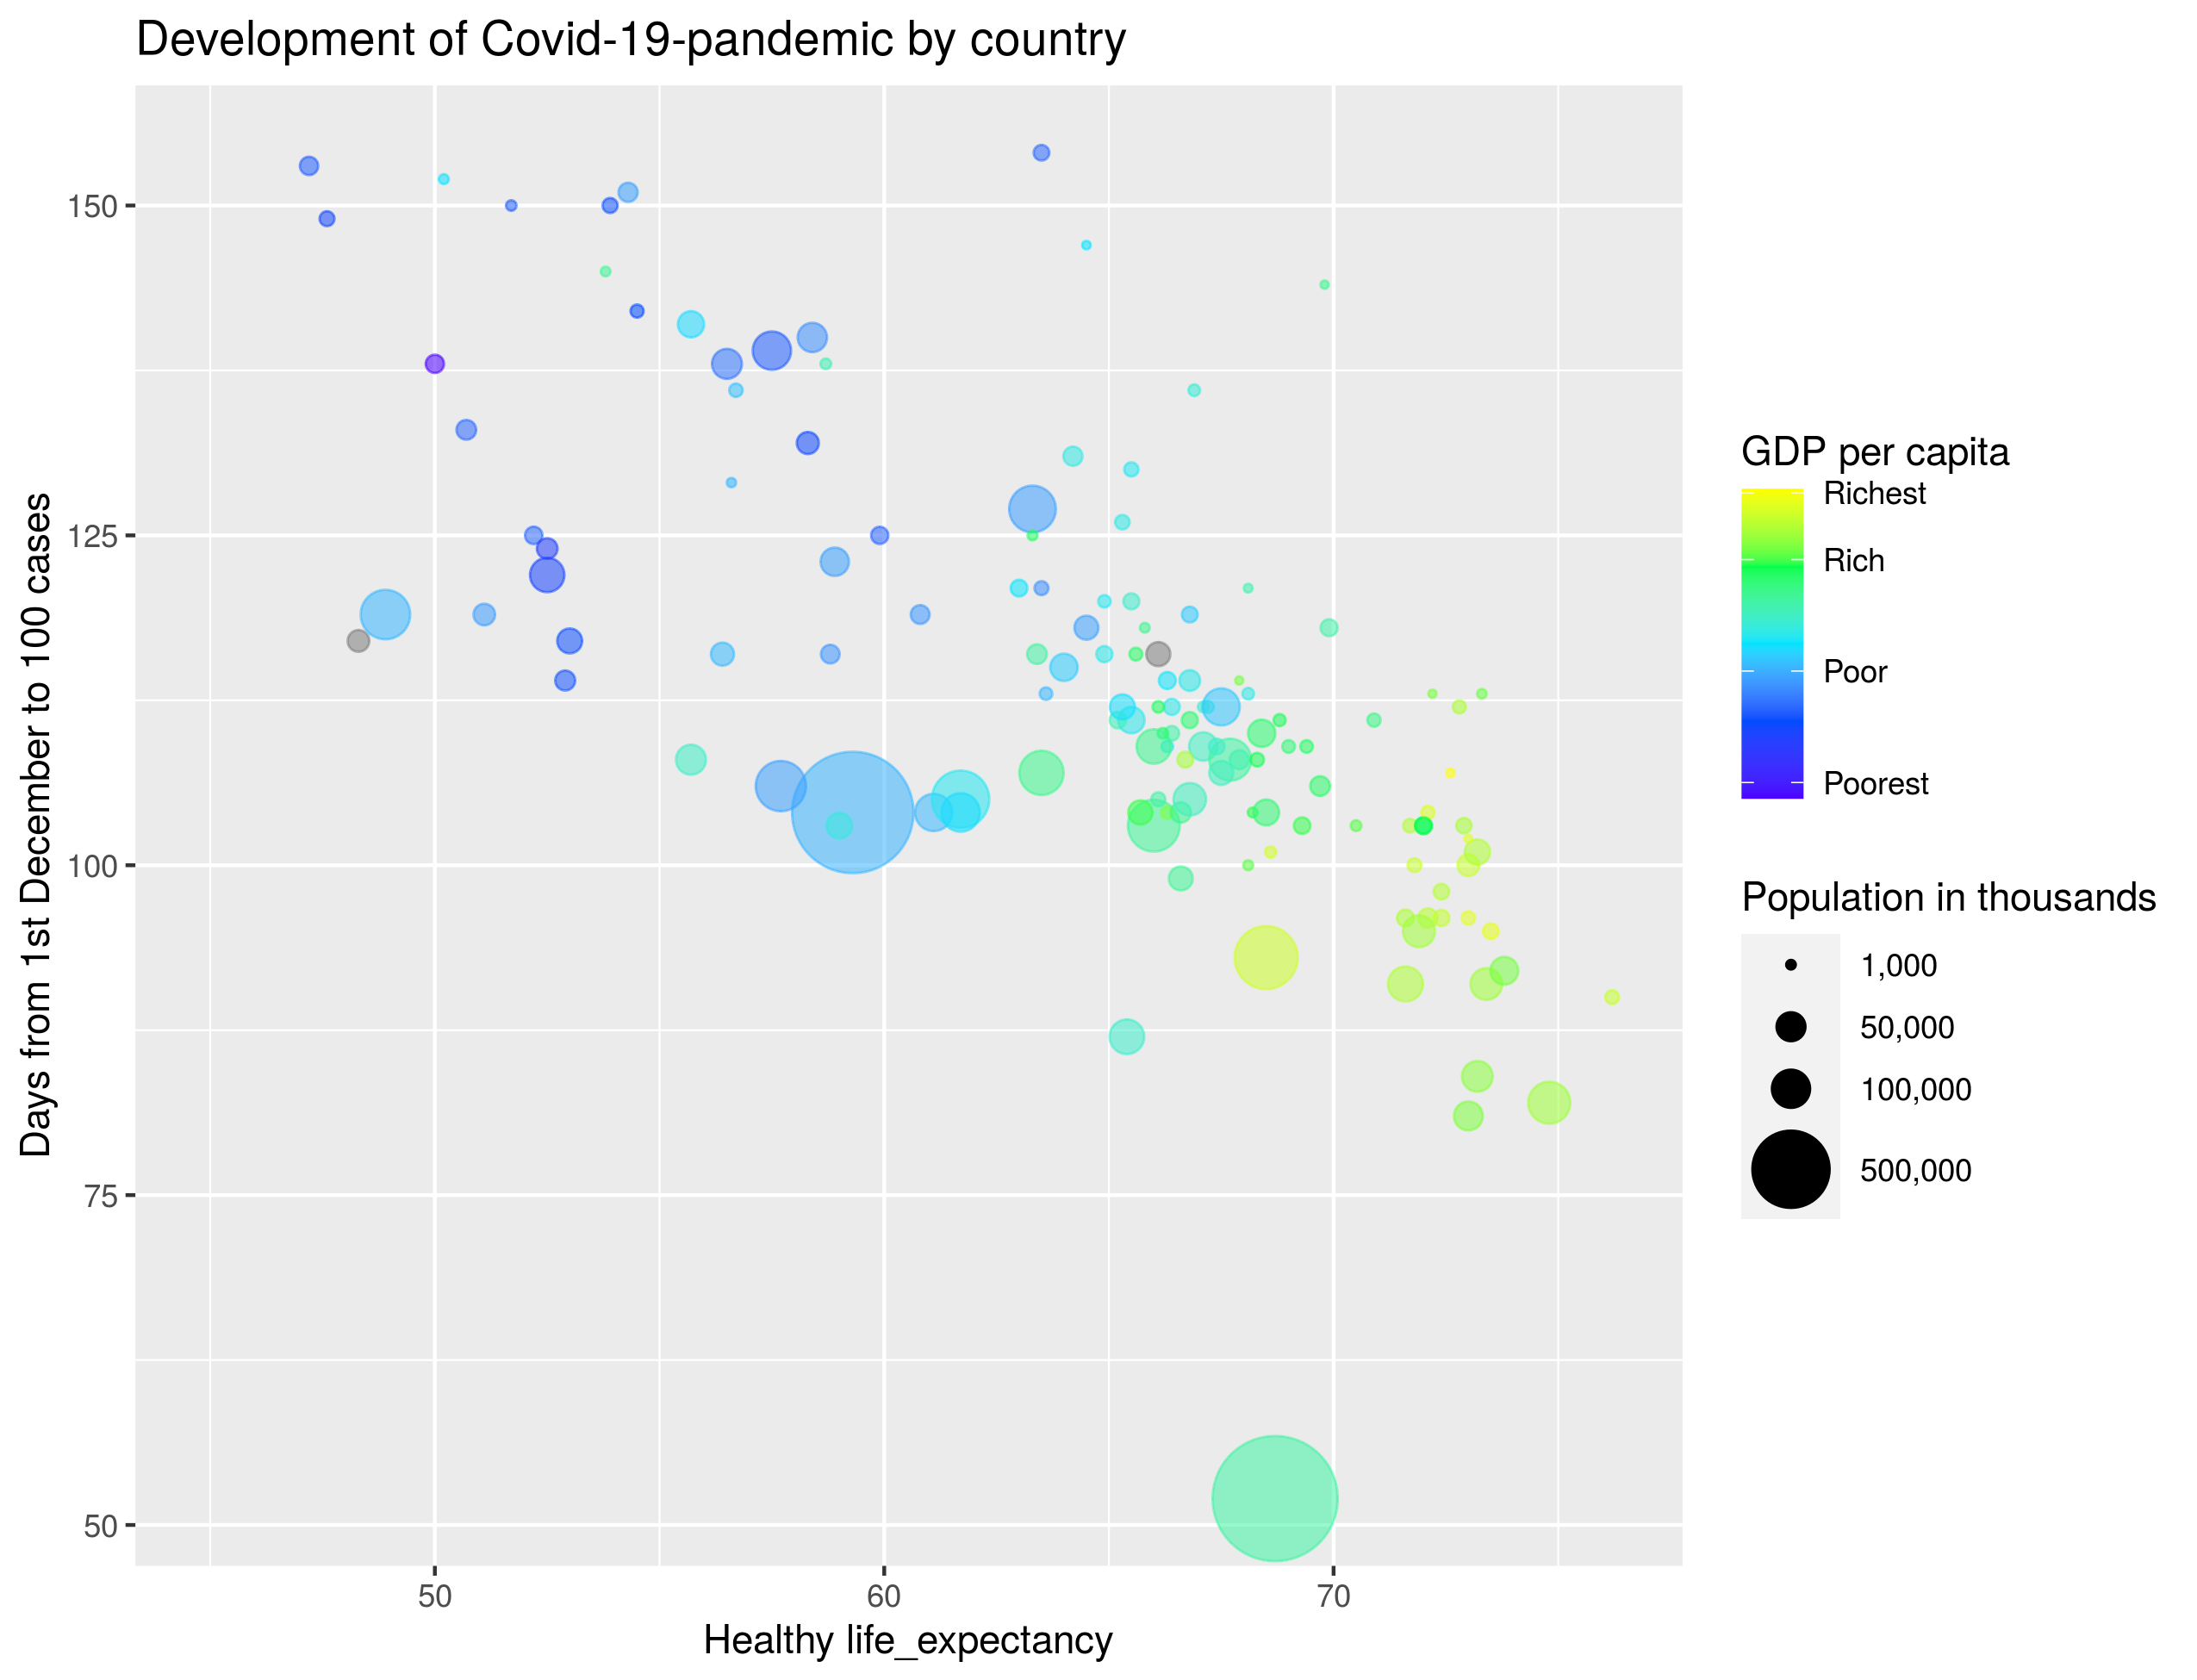 Development of Covid-19-pandemic by country
Days from 1st December to 100 cases
150
125
100
75
50
50
60
70
Healthy life_expectancy
GDP per capita
Richest
Rich
Poor
Poorest
Population in thousands
1,000
50,000
100,000
500,000